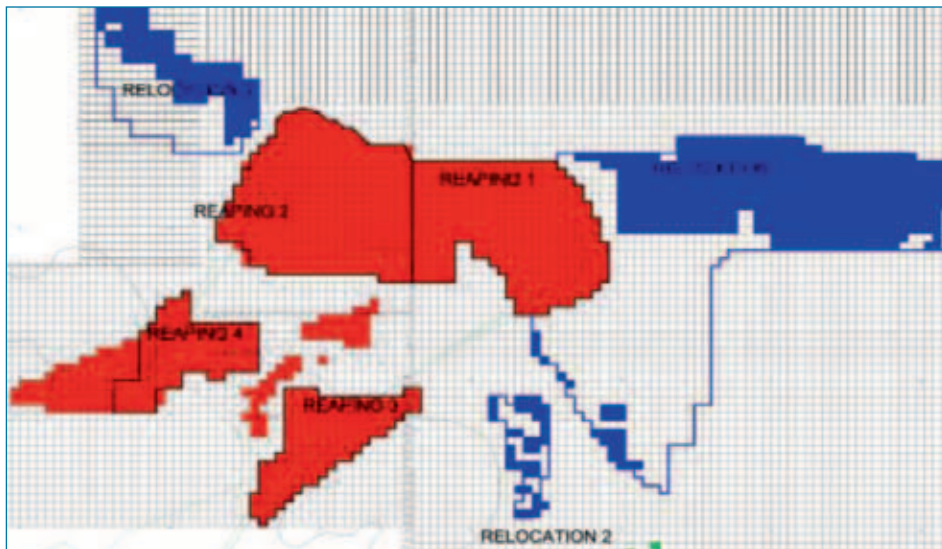 REAPING 1
REAPING 2
REAPING 4
REAPING 3
RELOCATION 2